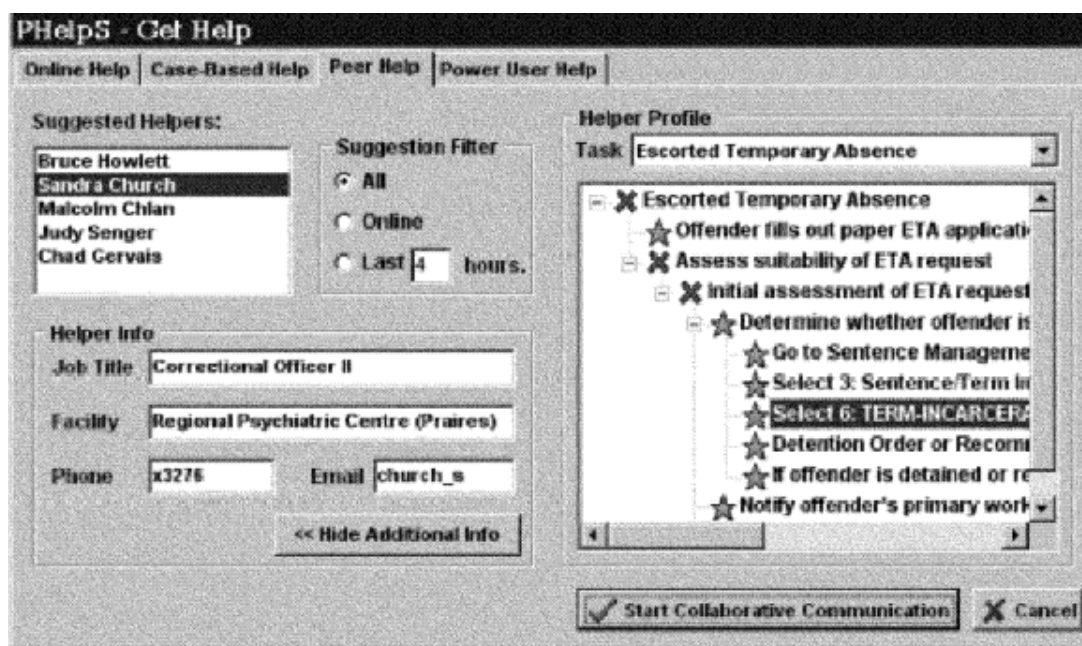 PHelpS - Get Help
Online Help
Case-Based Help
Peer Help
Power User Help
Suggested Helpers:
Bruce Howlett
Sandra Church
Malcolm Chlan
Judy Senger
Chad Gervais
Suggestion Filter
All
Online
Last 4 hours.
Helper Info
Job Title Correctional Officer II
Facility Regional Psychiatric Centre (Praires)
Phone x3276 Email church_s
<< Hide Additional Info
Helper Profile
Task Escorted Temporary Absence
Escorted Temporary Absence
Offender fills out paper ETA applicati
Assess suitability of ETA request
Initial assessment of ETA request
Determine whether offender is
Go to Sentence Manageme
Select 3: Sentence/Term In
Select 6: TERM-INCARCERA
Detention Order or Recom
If offender is detained or re
Notify offender's primary work
Start Collaborative Communication
Cancel